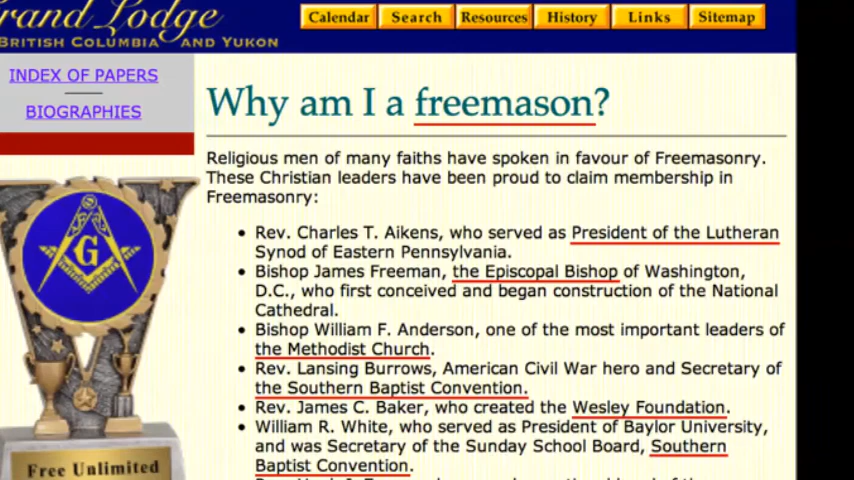 rand Lodge
BRITISH COLUMBIA AND YUKON
Calendar
Search
Resources
History
Links
Sitemap
INDEX OF PAPERS
BIOGRAPHIES
G
Free Unlimited
Why am I a freemason?
Religious men of many faiths have spoken in favour of Freemasonry.
These Christian leaders have been proud to claim membership in
Freemasonry:
• Rev. Charles T. Aikens, who served as President of the Lutheran
Synod of Eastern Pennsylvania.
• Bishop James Freeman, the Episcopal Bishop of Washington,
D.C., who first conceived and began construction of the National
Cathedral.
• Bishop William F. Anderson, one of the most important leaders of
the Methodist Church.
• Rev. Lansing Burrows, American Civil War hero and Secretary of
the Southern Baptist Convention.
• Rev. James C. Baker, who created the Wesley Foundation.
• William R. White, who served as President of Baylor University,
and was Secretary of the Sunday School Board, Southern
Baptist Convention.